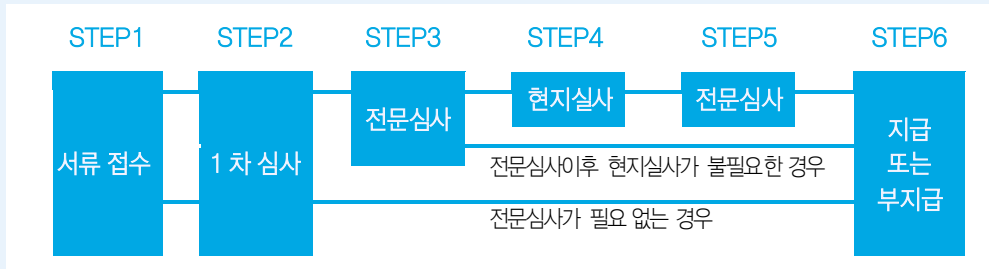 STEP1 STEP2 STEP3 STEP4 STEP5 STEP6
서류 접수
1 차 심사
전문심사
현지실사
전문심사
지급
또는
부지급
전문심사이후 현지실사가 불필요한 경우
전문심사가 필요 없는 경우